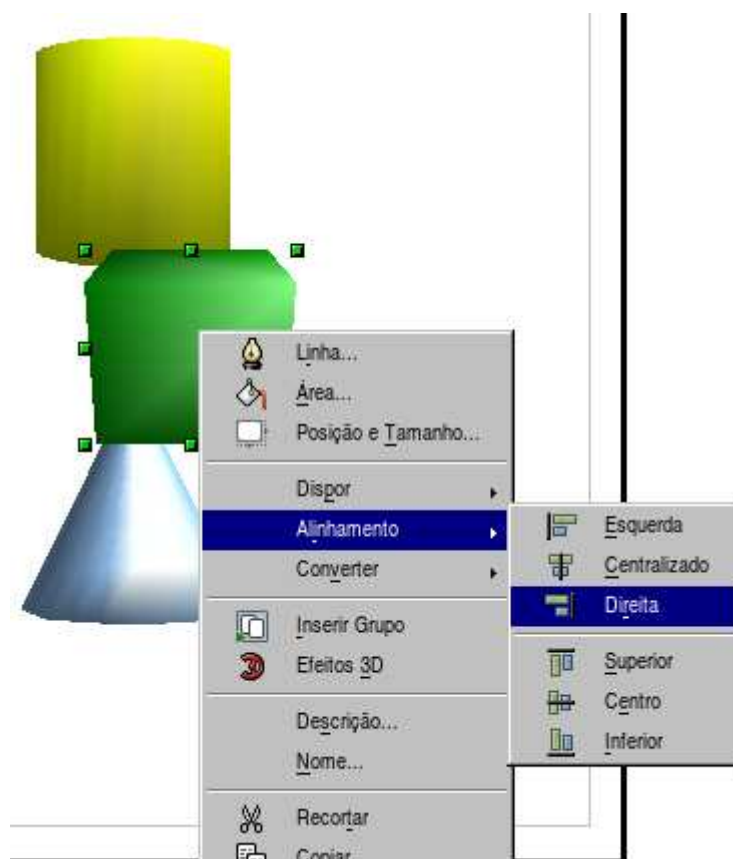 Linha...
Área...
Posição e Tamanho...
Dispor
Alinhamento
Converter
Inserir Grupo
Efeitos 3D
Descrição...
Nome...
Recortar
Copiar
Esquerda
Centralizado
Direita
Superior
Centro
Inferior